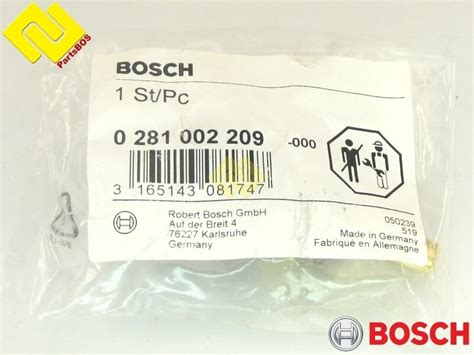 PartsBOS
BOSCH
1 St/Pc
0 281 002 209 -000
3 165143 081747
Robert Bosch GmbH
Auf der Breit 4
76227 Karlsruhe
Germany
050239
519
Made in Germany
Fabriqué en Allemagne
BOSCH